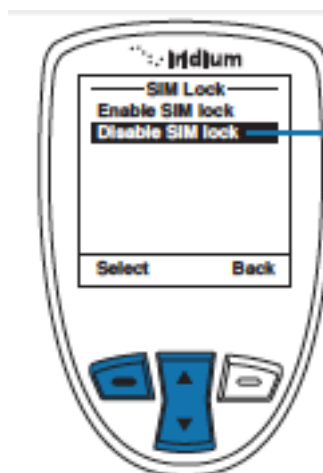 Iridium
SIM Lock
Enable SIM lock
Disable SIM lock
Select Back